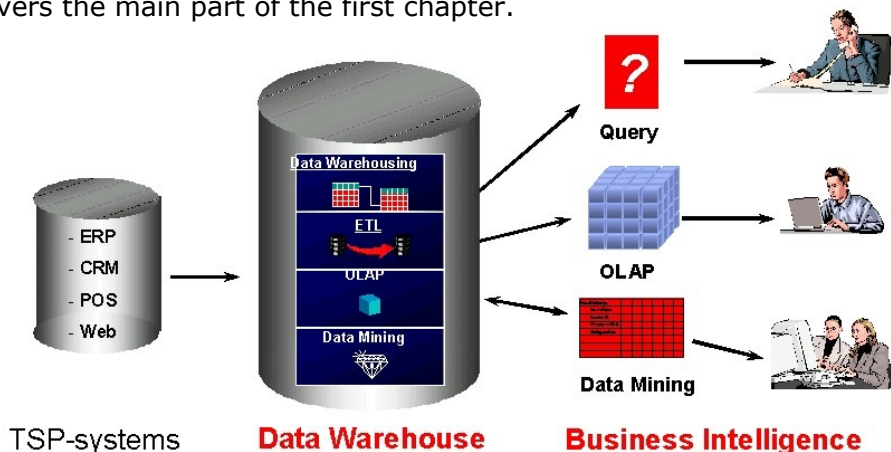 vers the main part of the first chapter.
?
Query
Data Warehousing
ETL
OLAP
Data Mining
- ERP
- CRM
- POS
- Web
OLAP
Data Mining
TSP-systems
Data Warehouse
Business Intelligence